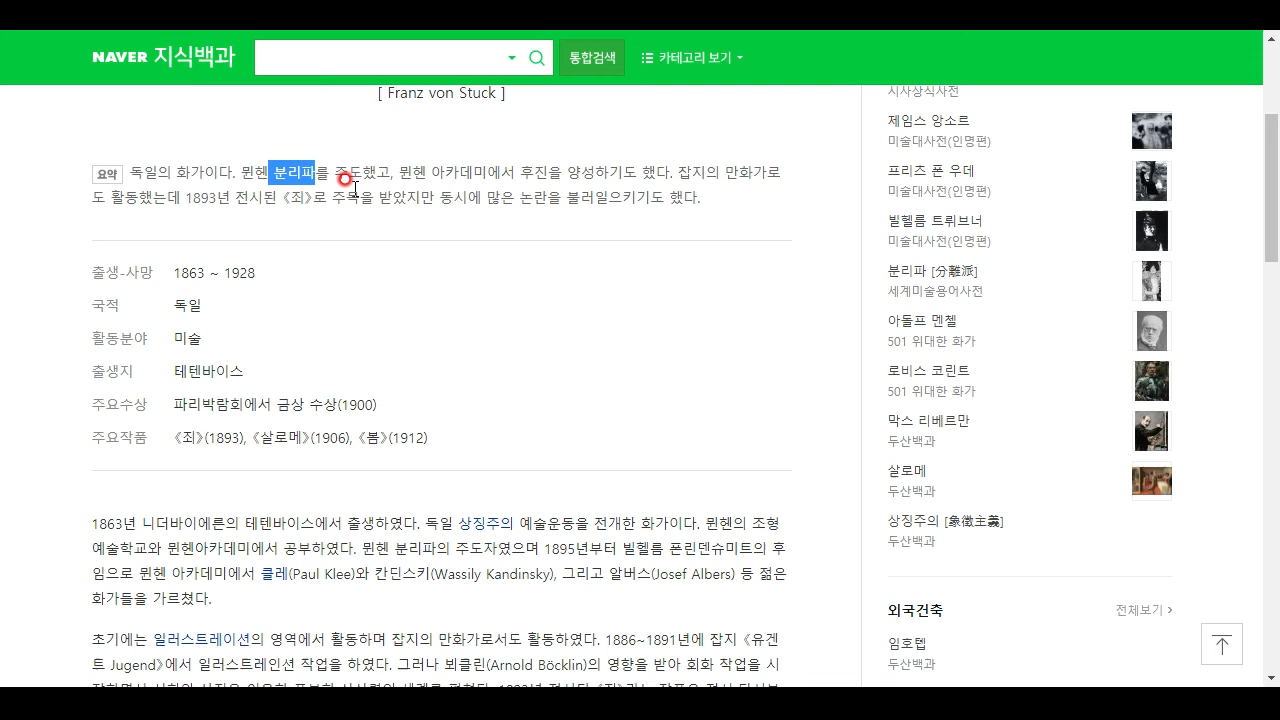 NAVER 지식백과
통합검색
카테고리 보기
[ Franz von Stuck ]
요약 독일의 화가이다. 뮌헨 분리파를 주도했고, 뮌헨 아카데미에서 후진을 양성하기도 했다. 잡지의 만화가로
도 활동했는데 1893년 전시된 《죄》로 주목을 받았지만 동시에 많은 논란을 불러일으키기도 했다.
출생-사망 1863 ~ 1928
국적 독일
활동분야 미술
출생지 테텐바이스
주요수상 파리박람회에서 금상 수상(1900)
주요작품 《죄》(1893), 《살로메》(1906), 《봄》(1912)
1863년 니더바이에른의 테텐바이스에서 출생하였다. 독일 상징주의 예술운동을 전개한 화가이다. 뮌헨의 조형
예술학교와 뮌헨아카데미에서 공부하였다. 뮌헨 분리파의 주도자였으며 1895년부터 빌헬름 폰린덴슈미트의 후
임으로 뮌헨 아카데미에서 클레(Paul Klee)와 칸딘스키(Wassily Kandinsky), 그리고 알버스(Josef Albers) 등 젊은
화가들을 가르쳤다.
초기에는 일러스트레이션의 영역에서 활동하며 잡지의 만화가로서도 활동하였다. 1886~1891년에 잡지 《유겐
트 Jugend》에서 일러스트레인션 작업을 하였다. 그러나 뵈클린(Arnold Böcklin)의 영향을 받아 회화 작업을 시
시사상식사전
제임스 앙소르
미술대사전(인명편)
프리츠 폰 우데
미술대사전(인명편)
빌헬름 트뤼브너
미술대사전(인명편)
분리파 [分離派]
세계미술용어사전
아돌프 멘첼
501 위대한 화가
로비스 코린트
501 위대한 화가
막스 리베르만
두산백과
살로메
두산백과
상징주의 [象徵主義]
두산백과
외국건축 전체보기
임호텝
두산백과